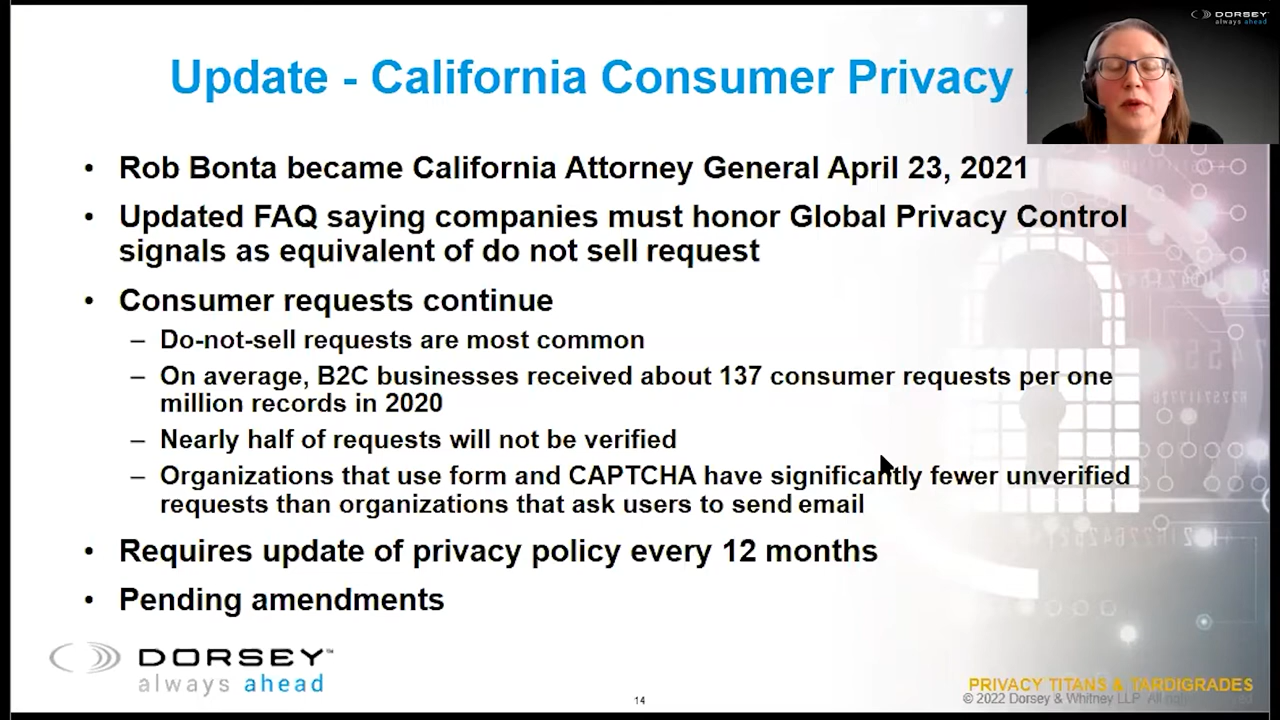 DORSEY
always ahead
Update - California Consumer Privacy
• Rob Bonta became California Attorney General April 23, 2021
• Updated FAQ saying companies must honor Global Privacy Control
signals as equivalent of do not sell request
• Consumer requests continue
– Do-not-sell requests are most common
– On average, B2C businesses received about 137 consumer requests per one
million records in 2020
– Nearly half of requests will not be verified
– Organizations that use form and CAPTCHA have significantly fewer unverified
requests than organizations that ask users to send email
• Requires update of privacy policy every 12 months
• Pending amendments
DORSEY™
always ahead
14
PRIVACY TITANS & TARDIGRADES
© 2022 Dorsey & Whitney LLP. All